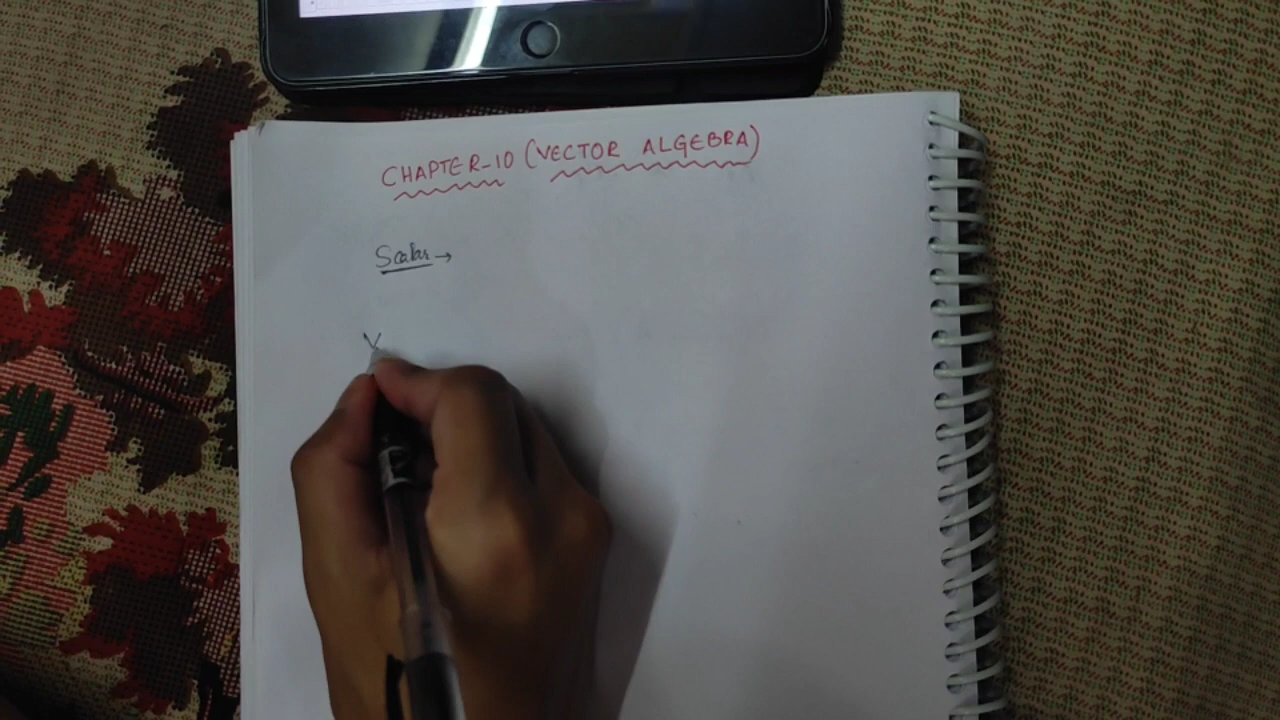 CHAPTER-10 (VECTOR ALGEBRA)
Scalar →
V